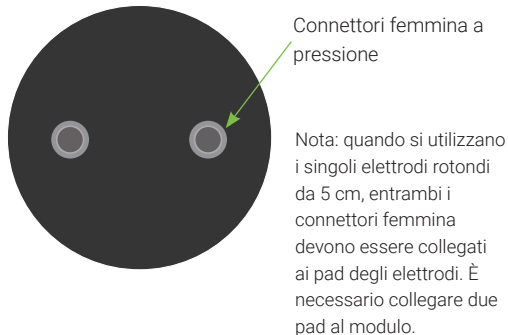 Connettori femmina a
pressione
Nota: quando si utilizzano
i singoli elettrodi rotondi
da 5 cm, entrambi i
connettori femmina
devono essere collegati
ai pad degli elettrodi. È
necessario collegare due
pad al modulo.